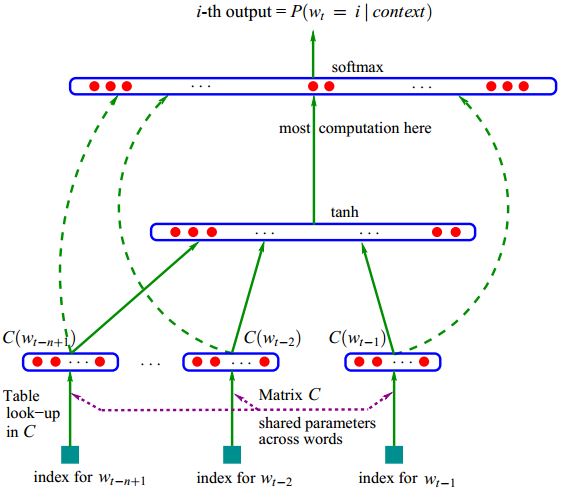 i-th output = P(w_t = i | context)
softmax
. . .
. . .
most computation here
tanh
. . .
. . .
C(w_{t−n+1})
C(w_{t−2})
C(w_{t−1})
. . .
. . .
. . .
. . .
Table
look−up
in C
Matrix C
shared parameters
across words
index for w_{t−n+1}
index for w_{t−2}
index for w_{t−1}